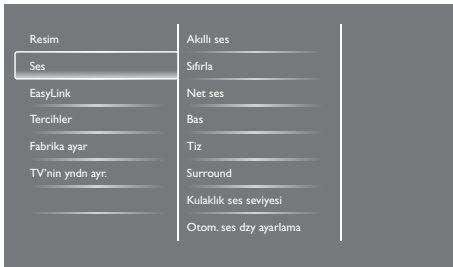 Resim
Ses
EasyLink
Tercihler
Fabrika ayar
TV'nin yndn ayr.
Akıllı ses
Sıfırla
Net ses
Bas
Tiz
Surround
Kulaklık ses seviyesi
Otom. ses dzy ayarlama